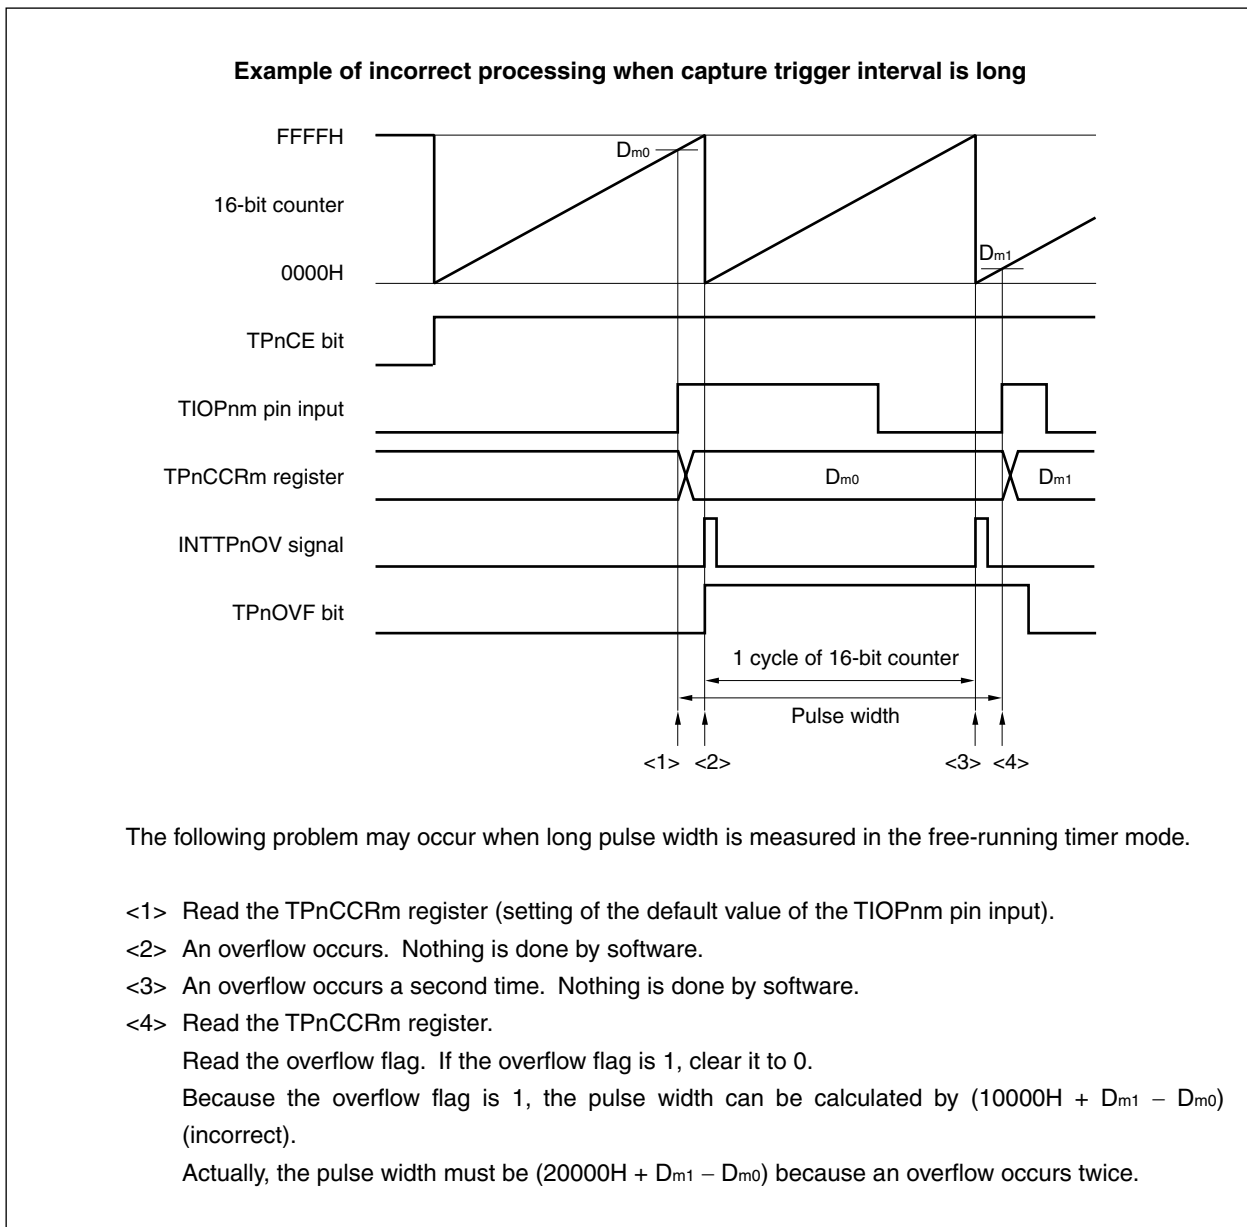 Example of incorrect processing when capture trigger interval is long
FFFFH
Dm0
16-bit counter
Dm1
0000H
TPnCE bit
TIOPnm pin input
TPnCCRm register
Dm0
Dm1
INTTPnOV signal
TPnOVF bit
1 cycle of 16-bit counter
Pulse width
<1> <2> <3> <4>
The following problem may occur when long pulse width is measured in the free-running timer mode.
<1> Read the TPnCCRm register (setting of the default value of the TIOPnm pin input).
<2> An overflow occurs. Nothing is done by software.
<3> An overflow occurs a second time. Nothing is done by software.
<4> Read the TPnCCRm register.
Read the overflow flag. If the overflow flag is 1, clear it to 0.
Because the overflow flag is 1, the pulse width can be calculated by (10000H + Dm1 − Dm0)
(incorrect).
Actually, the pulse width must be (20000H + Dm1 − Dm0) because an overflow occurs twice.